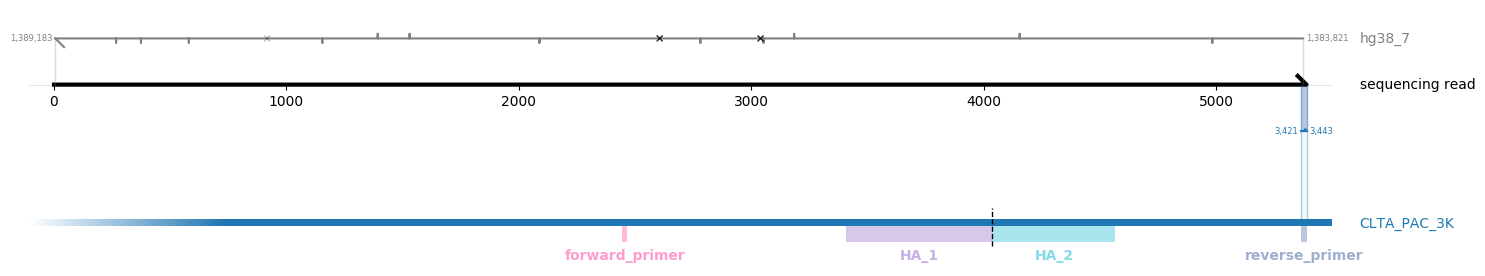 1,389,183
1,383,821
hg38_7
sequencing read
0 1000 2000 3000 4000 5000
3,421 3,443
CLTA_PAC_3K
forward_primer HA_1 HA_2 reverse_primer